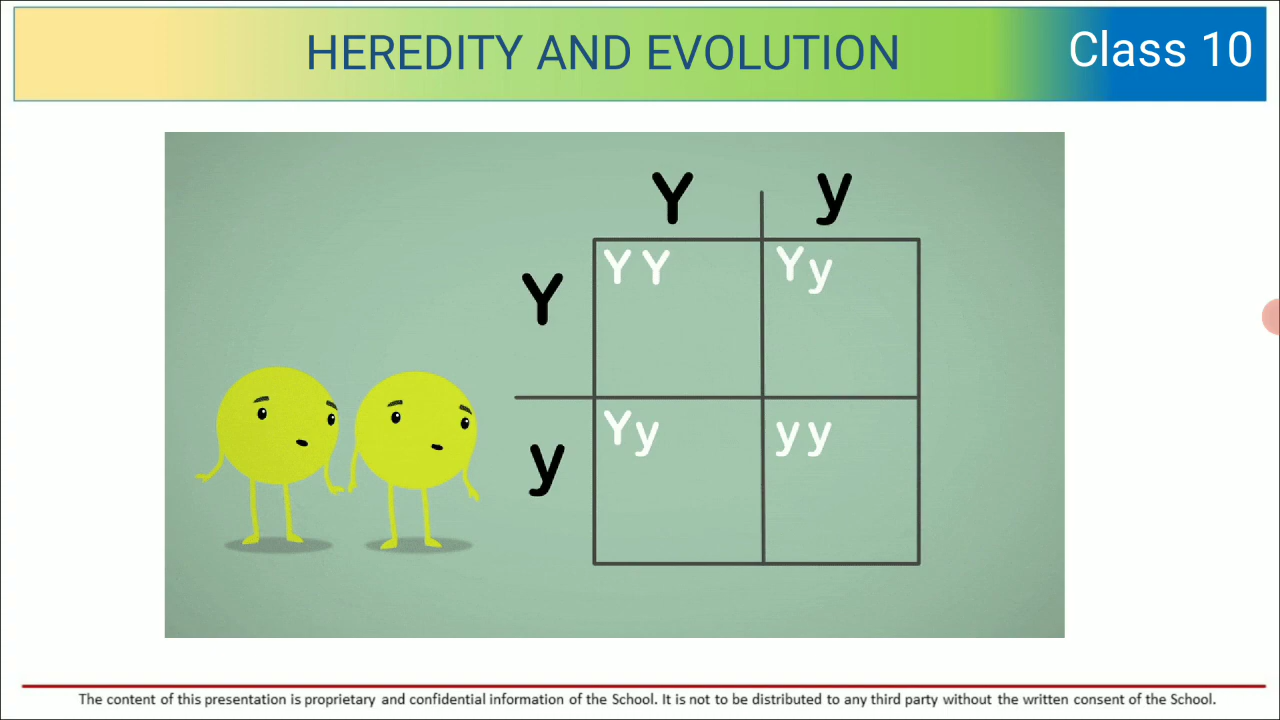 HEREDITY AND EVOLUTION
Class 10
Y y
Y YY Yy
y Yy yy
The content of this presentation is proprietary and confidential information of the School. It is not to be distributed to any third party without the written consent of the School.